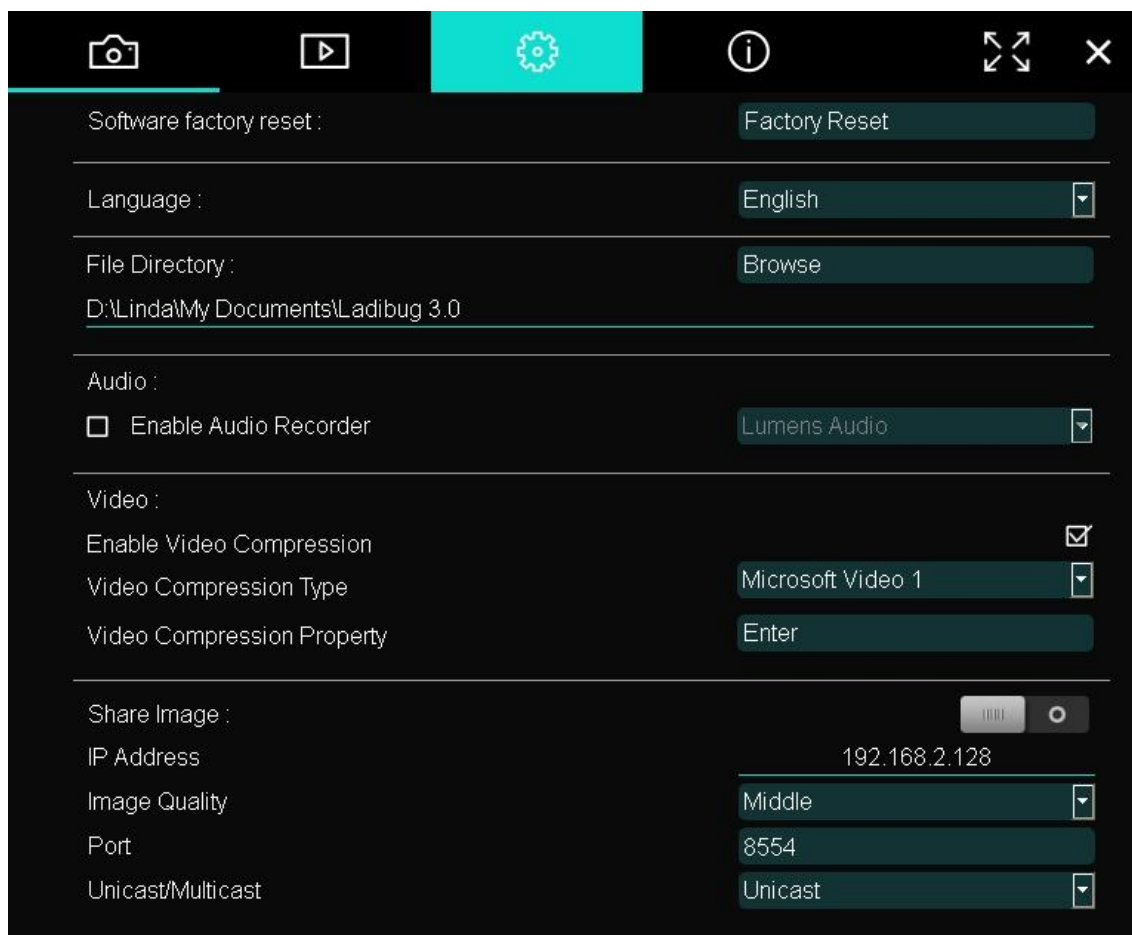 Software factory reset : Factory Reset
Language : English
File Directory : Browse
D:\Linda\My Documents\Ladibug 3.0
Audio :
Enable Audio Recorder Lumens Audio
Video :
Enable Video Compression
Video Compression Type Microsoft Video 1
Video Compression Property Enter
Share Image :
IP Address 192.168.2.128
Image Quality Middle
Port 8554
Unicast/Multicast Unicast